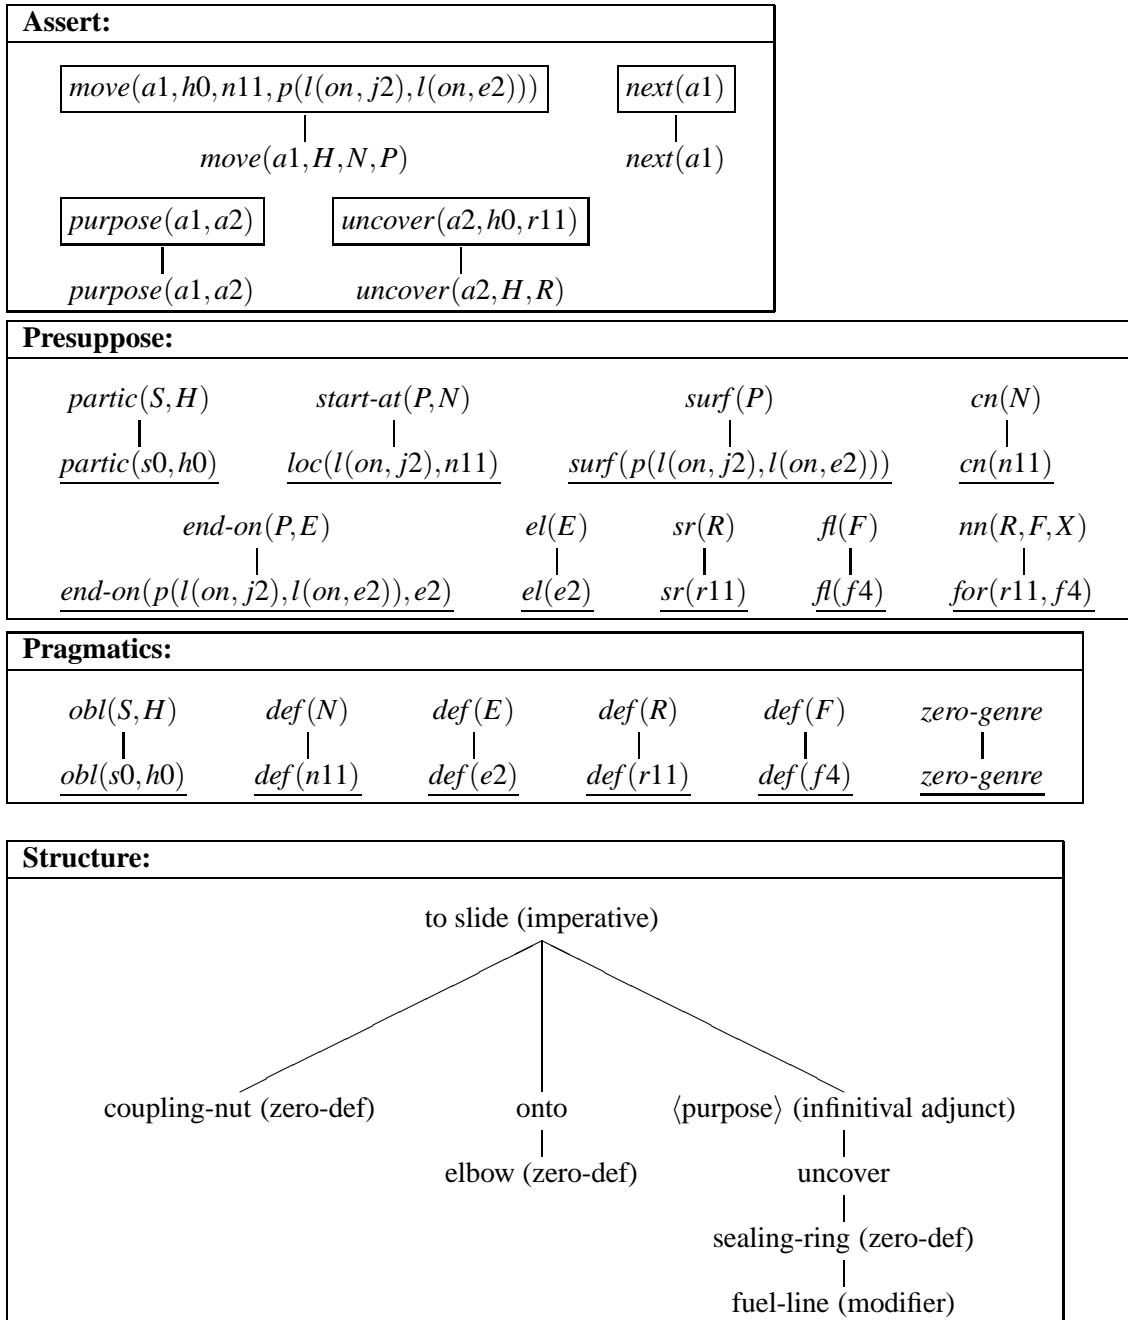 Assert:
move(a1,h0,n11,p(l(on,j2),l(on,e2))) next(a1)
move(a1,H,N,P) next(a1)
purpose(a1,a2) uncover(a2,h0,r11)
purpose(a1,a2) uncover(a2,H,R)
Presuppose:
partic(S,H) start-at(P,N) surf(P) cn(N)
partic(s0,h0) loc(l(on,j2),n11) surf(p(l(on,j2),l(on,e2))) cn(n11)
end-on(P,E) el(E) sr(R) fl(F) nn(R,F,X)
end-on(p(l(on,j2),l(on,e2)),e2) el(e2) sr(r11) fl(f4) for(r11,f4)
Pragmatics:
obl(S,H) def(N) def(E) def(R) def(F) zero-genre
obl(s0,h0) def(n11) def(e2) def(r11) def(f4) zero-genre
Structure:
to slide (imperative)
coupling-nut (zero-def) onto ⟨purpose⟩ (infinitival adjunct)
elbow (zero-def) uncover
sealing-ring (zero-def)
fuel-line (modifier)